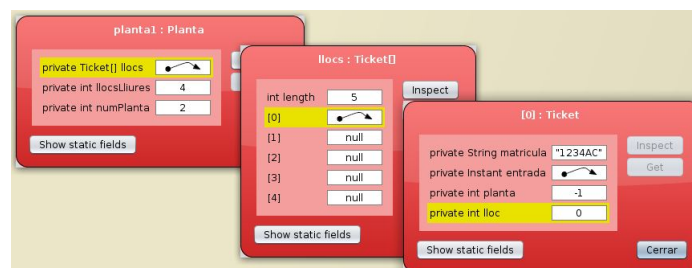 planta1 : Planta
private Ticket[] llocs
private int llocsLliures 4
private int numPlanta 2
Show static fields
llocs : Ticket[]
int length 5
[0]
[1] null
[2] null
[3] null
[4] null
Inspect
Show static fields
[0] : Ticket
private String matricula "1234AC"
private Instant entrada
private int planta -1
private int lloc 0
Inspect
Get
Show static fields
Cerrar